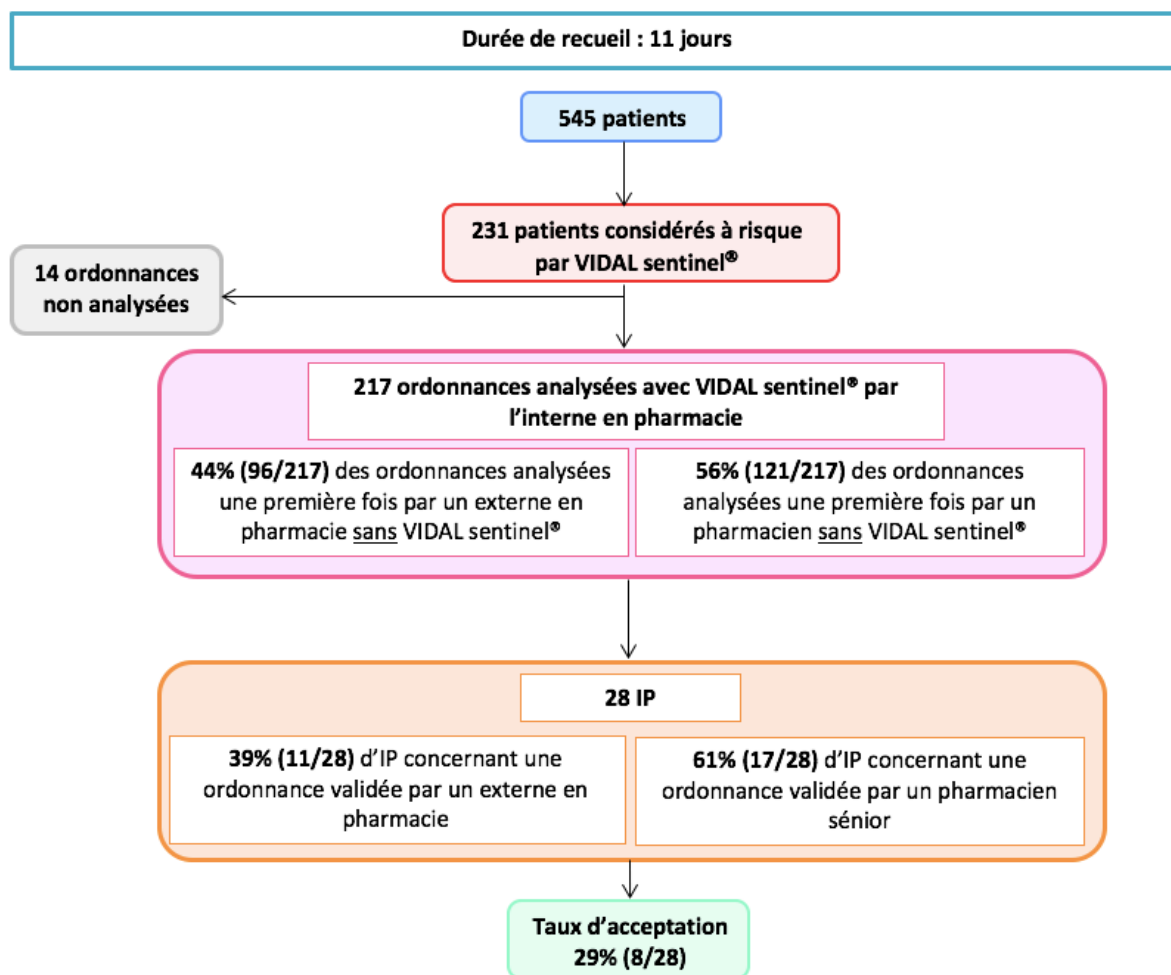 Durée de recueil : 11 jours
545 patients
231 patients considérés à risque
par VIDAL sentinel®
14 ordonnances
non analysées
217 ordonnances analysées avec VIDAL sentinel® par
l'interne en pharmacie
44% (96/217) des ordonnances analysées
une première fois par un externe en
pharmacie sans VIDAL sentinel®
56% (121/217) des ordonnances
analysées une première fois par un
pharmacien sans VIDAL sentinel®
28 IP
39% (11/28) d'IP concernant une
ordonnance validée par un externe en
pharmacie
61% (17/28) d'IP concernant une
ordonnance validée par un pharmacien
sénior
Taux d'acceptation
29% (8/28)